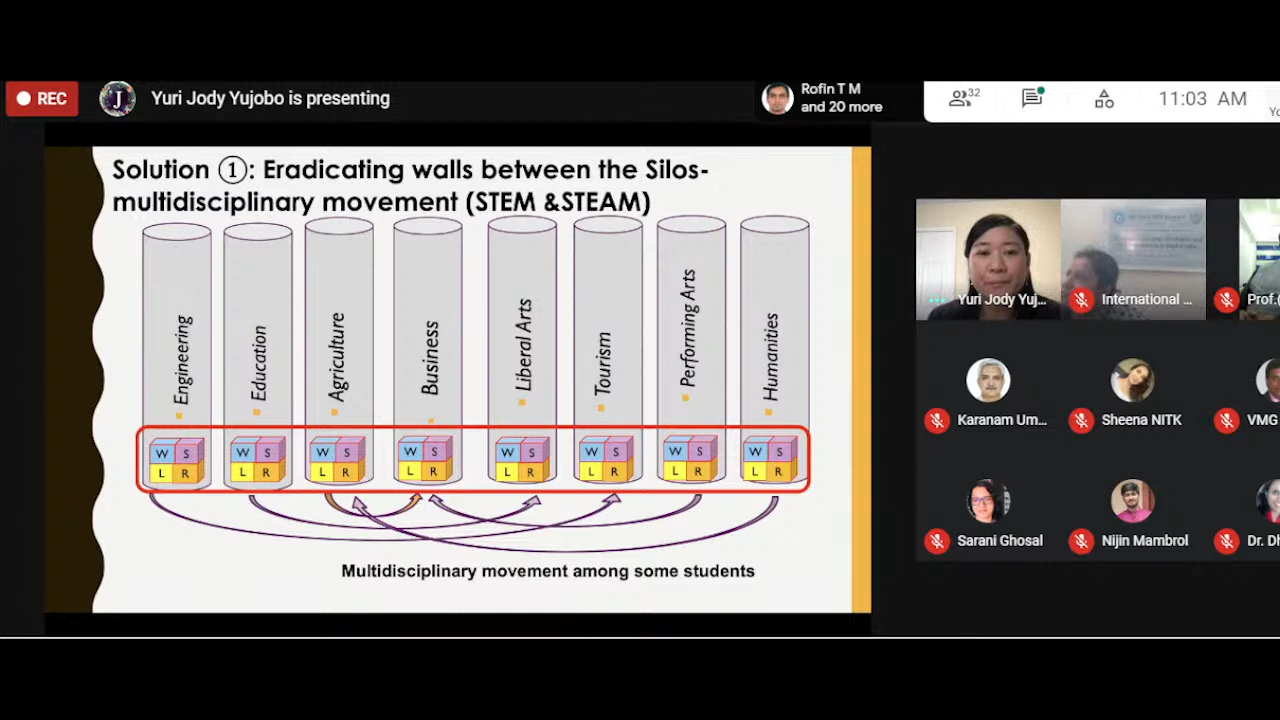 REC
J
Yuri Jody Yujobo is presenting
Rofin T M
and 20 more
32
11:03 AM
Yo
Solution ①: Eradicating walls between the Silos-
multidisciplinary movement (STEM &STEAM)
Engineering
Education
Agriculture
Business
Liberal Arts
Tourism
Performing Arts
Humanities
W S W S W S W S W S W S W S W S
L R L R L R L R L R L R L R L R
Multidisciplinary movement among some students
Yuri Jody Yuj...
International ...
Prof.(
Karanam Um...
Sheena NITK
VMG
Sarani Ghosal
Nijin Mambrol
Dr. Dh